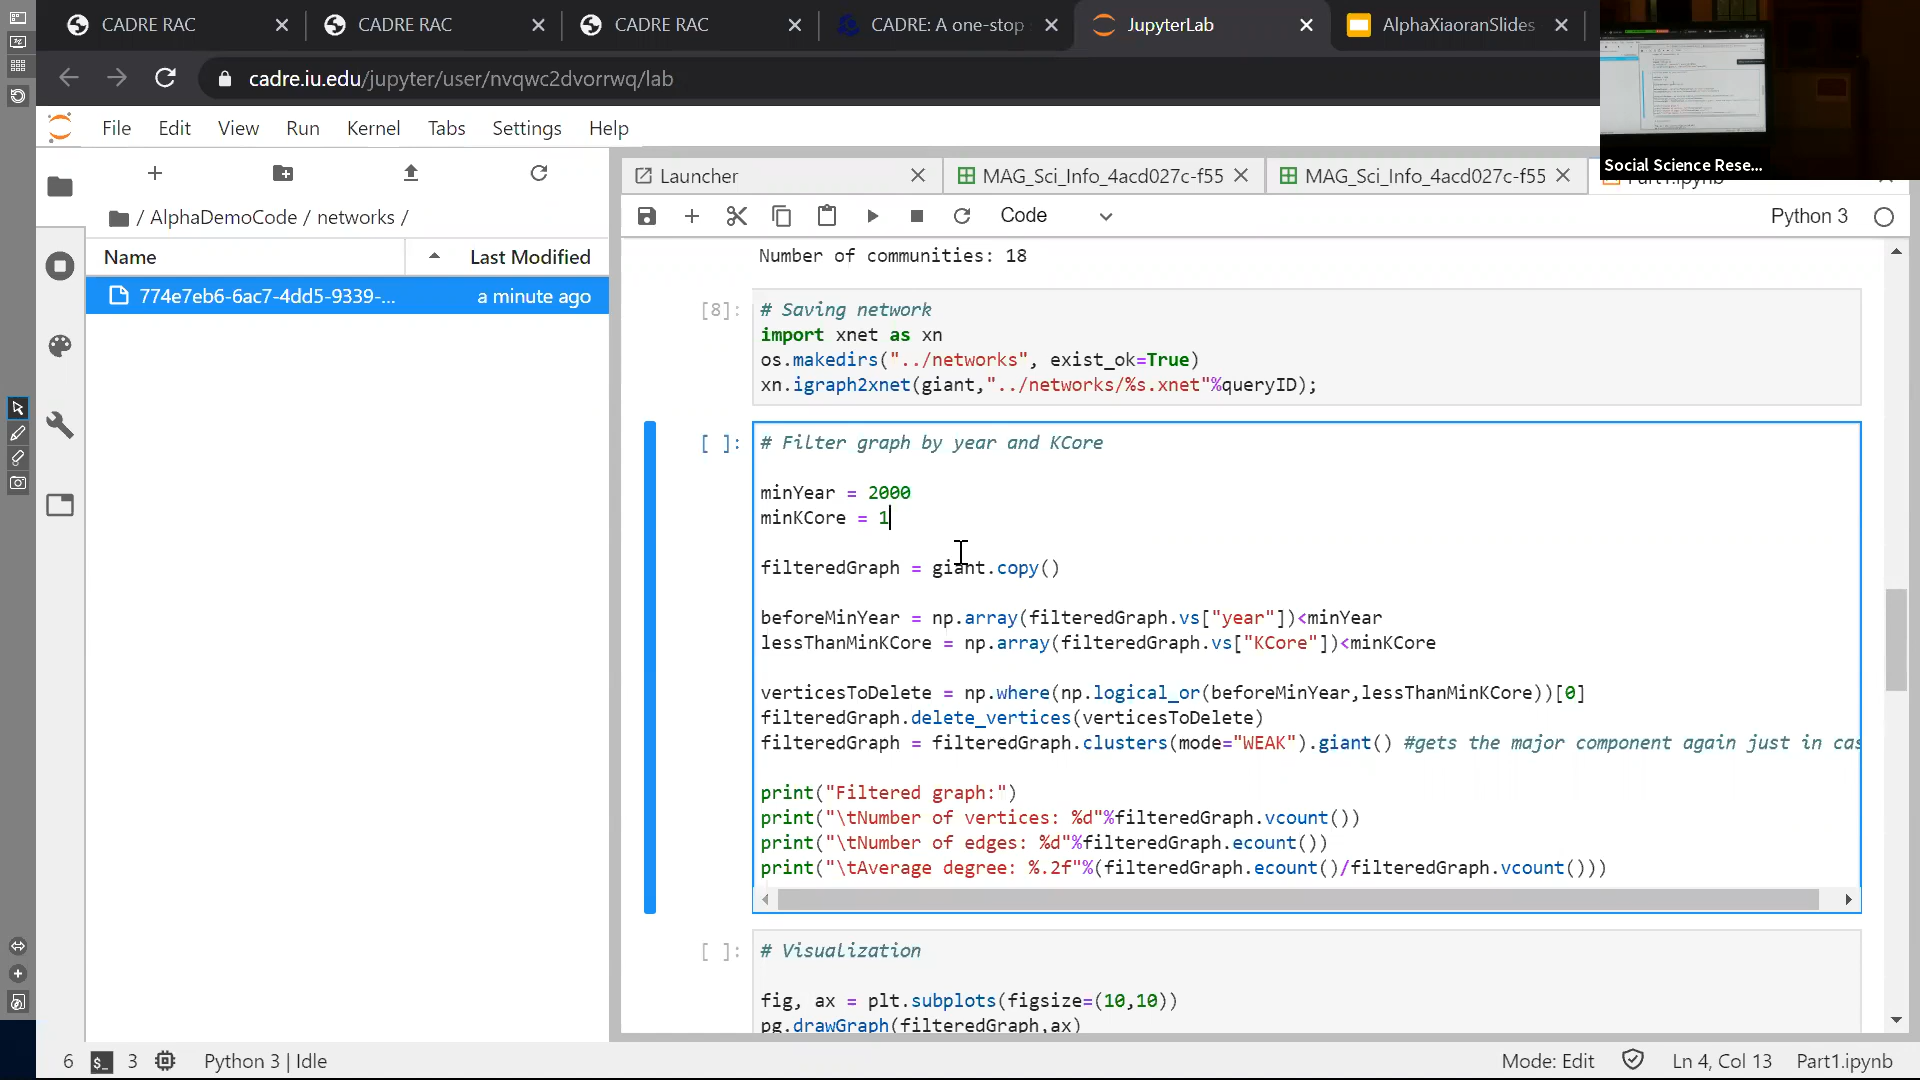 CADRE RAC
CADRE RAC
CADRE RAC
CADRE: A one-stop
JupyterLab
AlphaXiaoranSlides
cadre.iu.edu/jupyter/user/nvqwc2dvorrwq/lab
Social Science Rese...
File Edit View Run Kernel Tabs Settings Help
Launcher
MAG_Sci_Info_4acd027c-f55
MAG_Sci_Info_4acd027c-f55
Part1.ipynb
/ AlphaDemoCode / networks /
Code
Python 3
Name Last Modified
774e7eb6-6ac7-4dd5-9339-... a minute ago
Number of communities: 18
[8]: # Saving network
import xnet as xn
os.makedirs("../networks", exist_ok=True)
xn.igraph2xnet(giant,"../networks/%s.xnet"%queryID);
[ ]: # Filter graph by year and KCore
minYear = 2000
minKCore = 1
filteredGraph = giant.copy()
beforeMinYear = np.array(filteredGraph.vs["year"])<minYear
lessThanMinKCore = np.array(filteredGraph.vs["KCore"])<minKCore
verticesToDelete = np.where(np.logical_or(beforeMinYear,lessThanMinKCore))[0]
filteredGraph.delete_vertices(verticesToDelete)
filteredGraph = filteredGraph.clusters(mode="WEAK").giant() #gets the major component again just in cas
print("Filtered graph:")
print("\tNumber of vertices: %d"%filteredGraph.vcount())
print("\tNumber of edges: %d"%filteredGraph.ecount())
print("\tAverage degree: %.2f"%(filteredGraph.ecount()/filteredGraph.vcount()))
[ ]: # Visualization
fig, ax = plt.subplots(figsize=(10,10))
pg.drawGraph(filteredGraph,ax)
6 $_ 3 Python 3 | Idle
Mode: Edit Ln 4, Col 13 Part1.ipynb